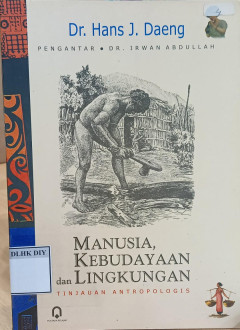 Dr. Hans J. Daeng
PENGANTAR • DR. IRWAN ABDULLAH
MANUSIA,
KEBUDAYAAN
dan LINGKUNGAN
TINJAUAN ANTROPOLOGIS
DLHK DIY